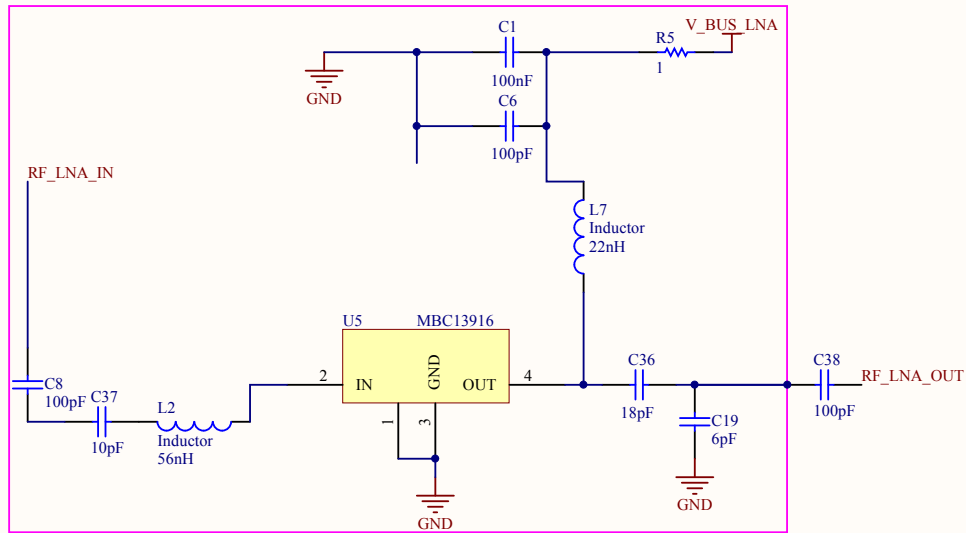 V_BUS_LNA
C1
R5
100nF
1
GND
C6
100pF
RF_LNA_IN
L7
Inductor
22nH
U5 MBC13916
C8
100pF
C37
10pF
L2
Inductor
56nH
2 IN GND OUT 4
1 3
GND
C36
18pF
C38
100pF
RF_LNA_OUT
C19
6pF
GND